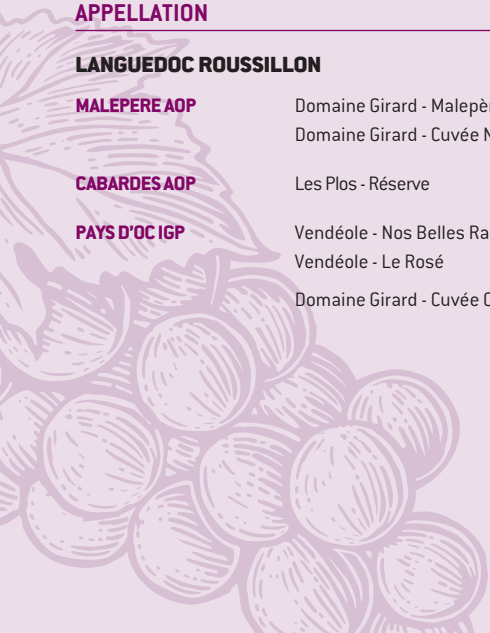 APPELLATION
LANGUEDOC ROUSSILLON
MALEPERE AOP Domaine Girard - Malepèr
Domaine Girard - Cuvée N
CABARDES AOP Les Plos - Réserve
PAYS D'OC IGP Vendéole - Nos Belles Ra
Vendéole - Le Rosé
Domaine Girard - Cuvée